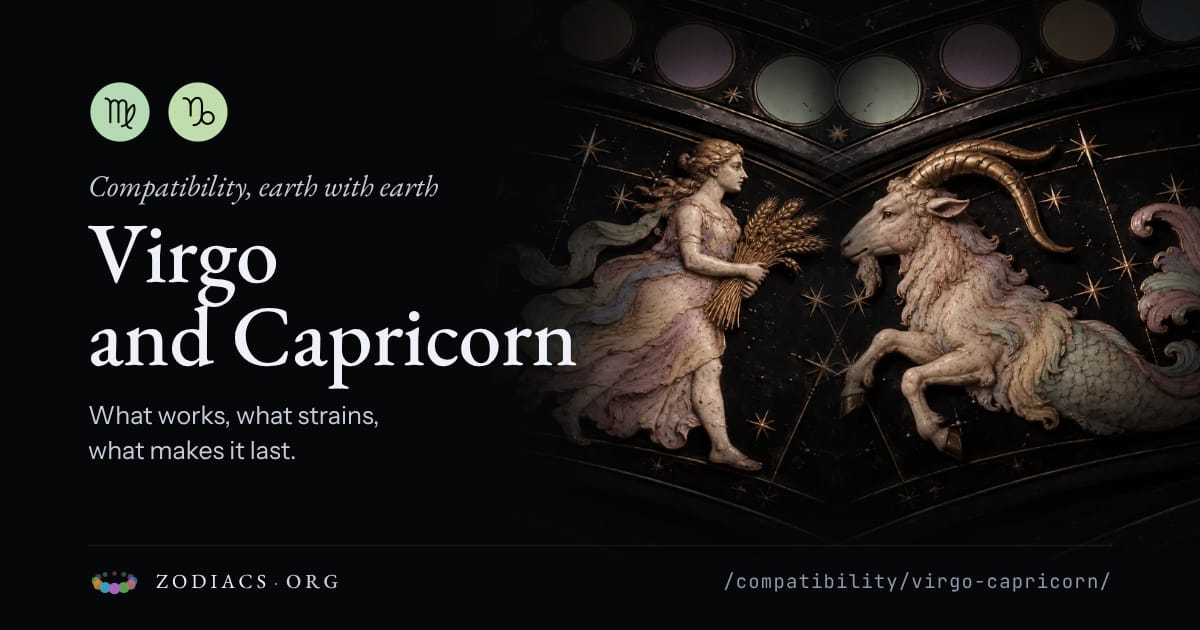 ♍ ♑
Compatibility, earth with earth
Virgo
and Capricorn
What works, what strains,
what makes it last.
ZODIACS·ORG
/compatibility/virgo-capricorn/